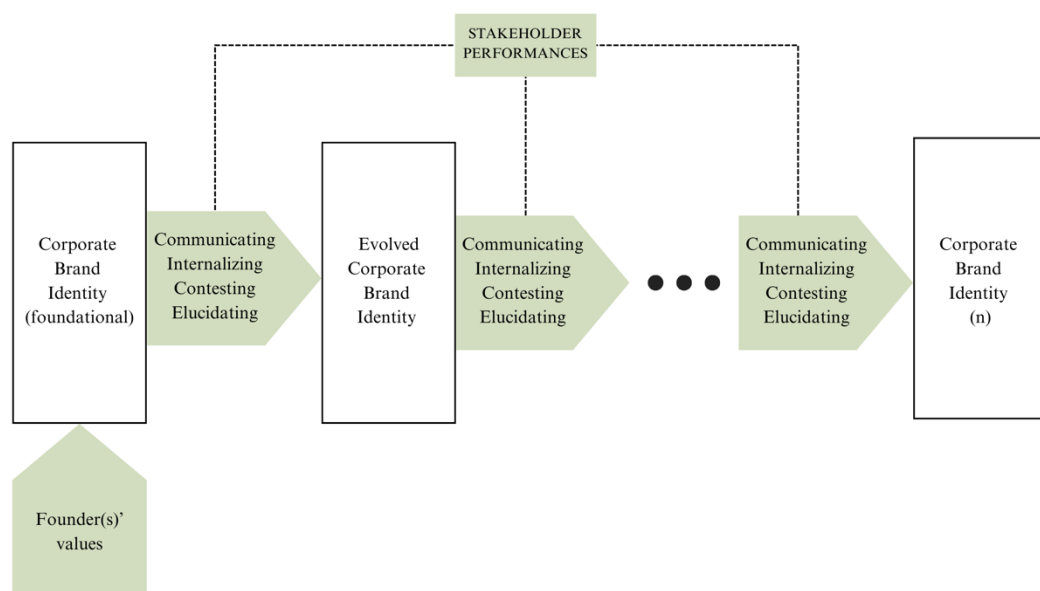 STAKEHOLDER
PERFORMANCES
Corporate
Brand
Identity
(foundational)
Communicating
Internalizing
Contesting
Elucidating
Evolved
Corporate
Brand
Identity
Communicating
Internalizing
Contesting
Elucidating
Communicating
Internalizing
Contesting
Elucidating
Corporate
Brand
Identity
(n)
Founder(s)’
values